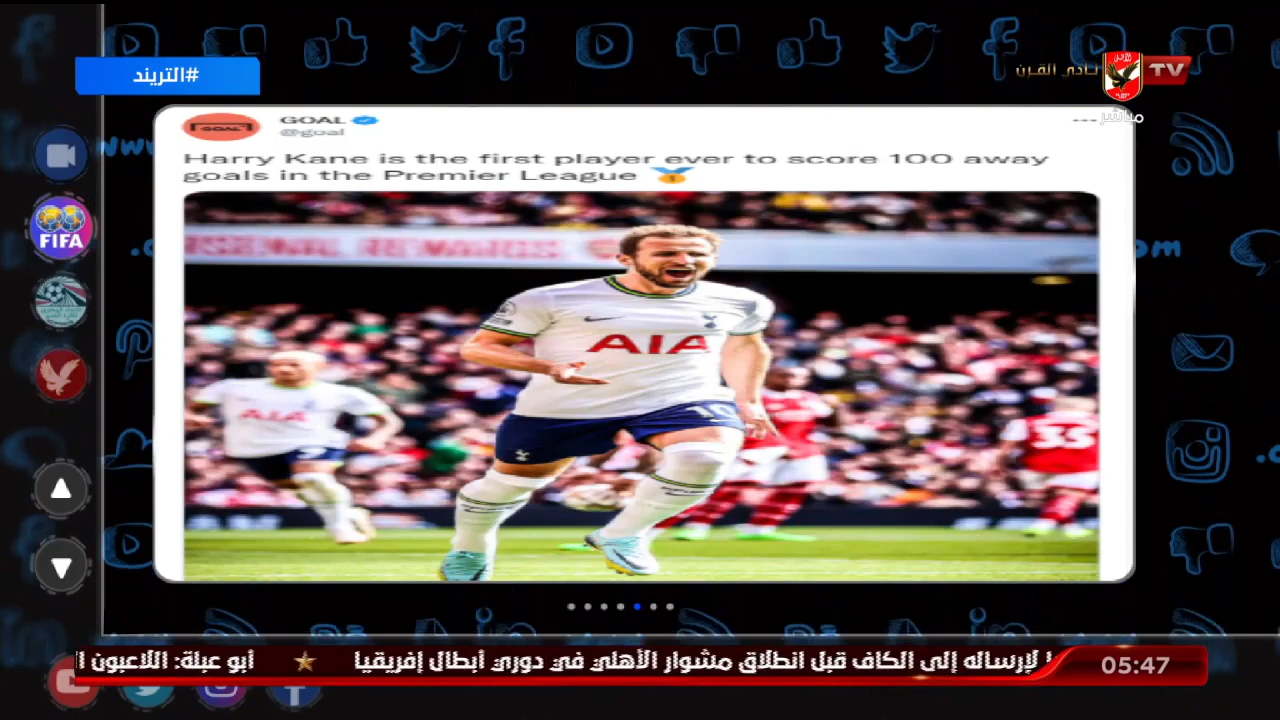 #التريند
نادي القرن
TV
مباشر
GOAL
@goal
Harry Kane is the first player ever to score 100 away
goals in the Premier League
FIFA
AIA
10
AIA
33
لإرساله إلى الكاف قبل انطلاق مشوار الأهلي في دوري أبطال إفريقيا
أبو عبلة: اللاعبون
05:47